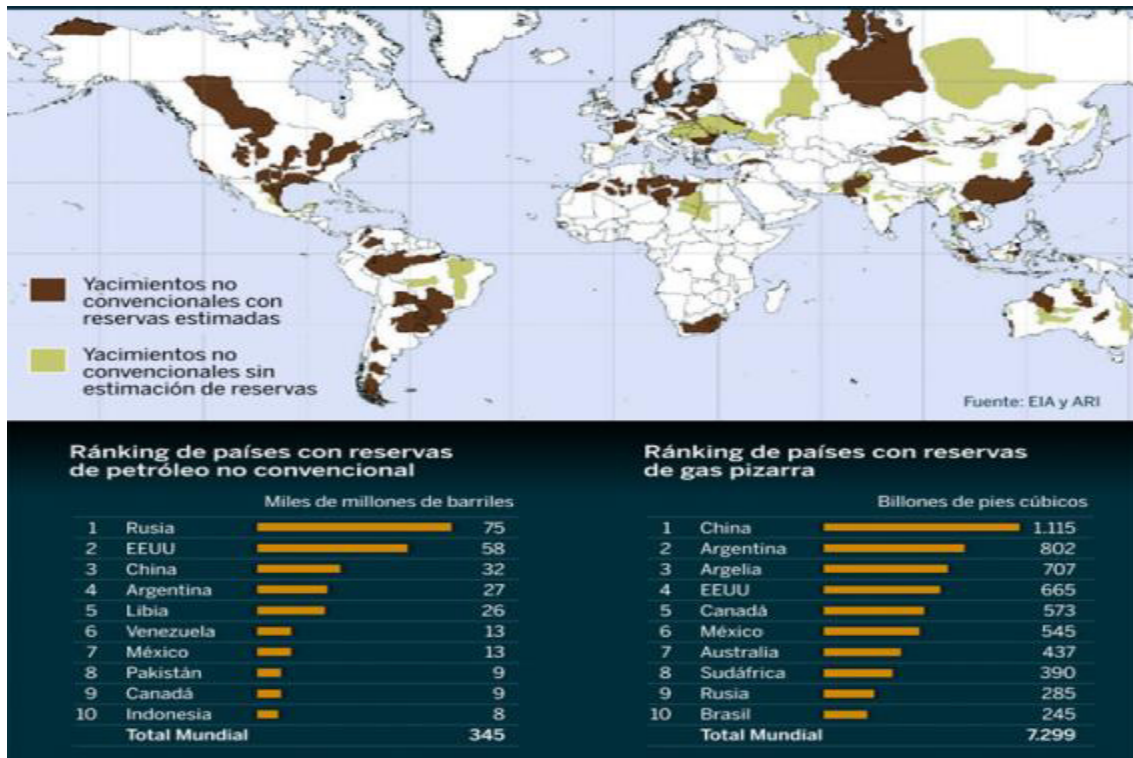 Yacimientos no
convencionales con
reservas estimadas
Yacimientos no
convencionales sin
estimación de reservas
Fuente: EIA y ARI
Ránking de países con reservas
de petróleo no convencional
Miles de millones de barriles
1 Rusia 75
2 EEUU 58
3 China 32
4 Argentina 27
5 Libia 26
6 Venezuela 13
7 México 13
8 Pakistán 9
9 Canadá 9
10 Indonesia 8
Total Mundial 345
Ránking de países con reservas
de gas pizarra
Billones de pies cúbicos
1 China 1.115
2 Argentina 802
3 Argelia 707
4 EEUU 665
5 Canadá 573
6 México 545
7 Australia 437
8 Sudáfrica 390
9 Rusia 285
10 Brasil 245
Total Mundial 7.299